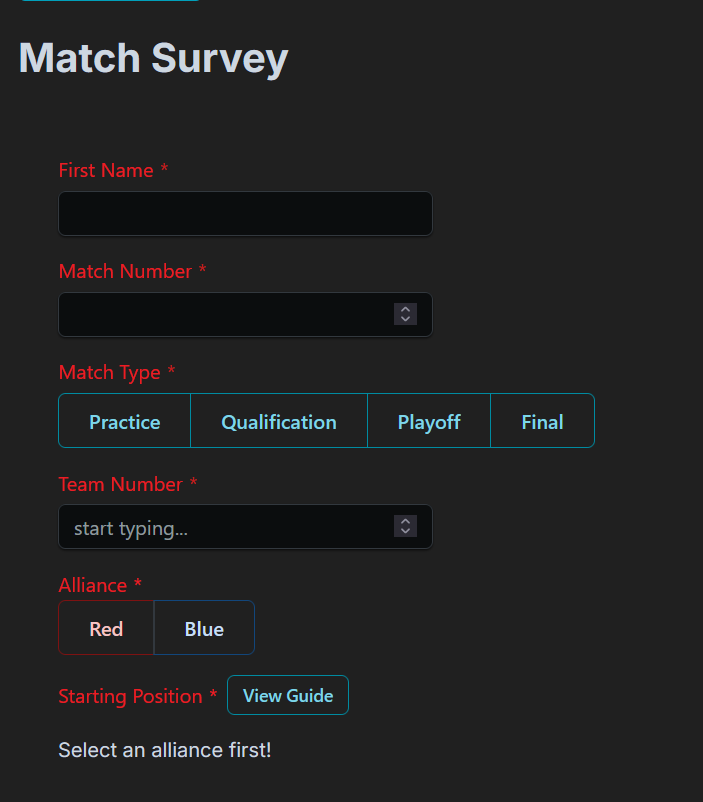 Match Survey
First Name *
Match Number *
Match Type *
Practice Qualification Playoff Final
Team Number *
start typing...
Alliance *
Red Blue
Starting Position * View Guide
Select an alliance first!